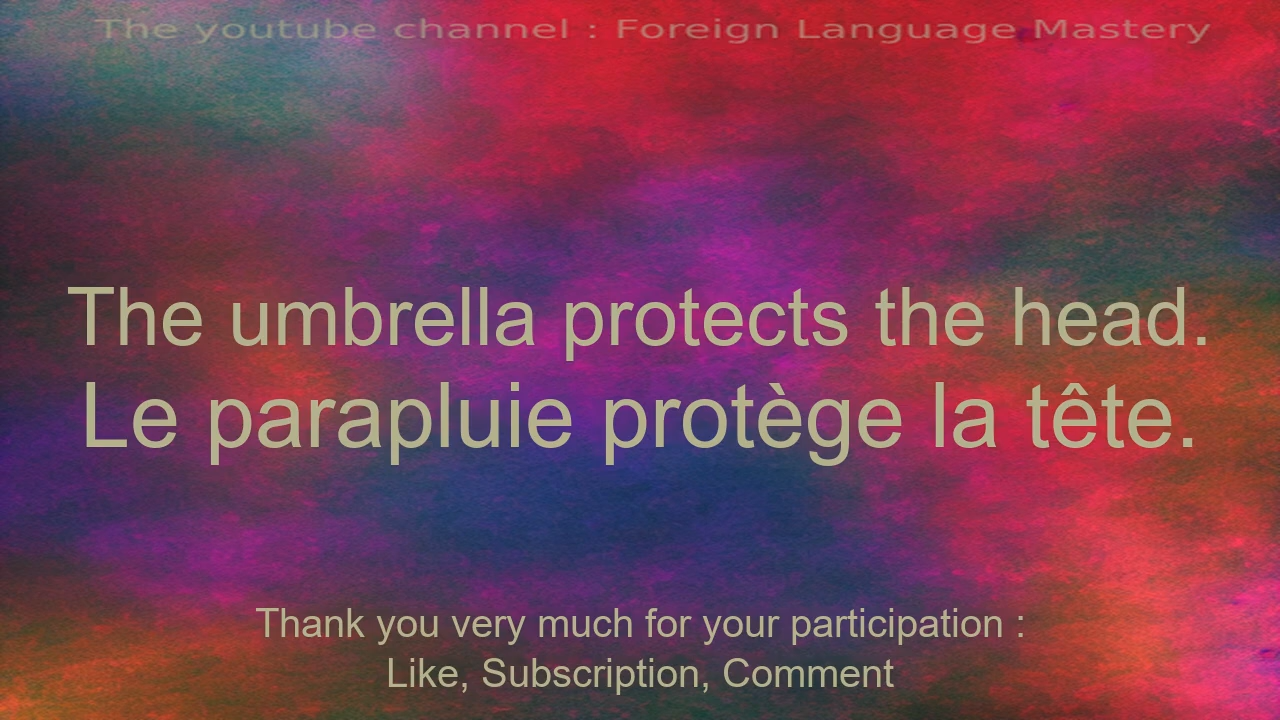 The youtube channel : Foreign Language Mastery
The umbrella protects the head.
Le parapluie protège la tête.
Thank you very much for your participation :
Like, Subscription, Comment